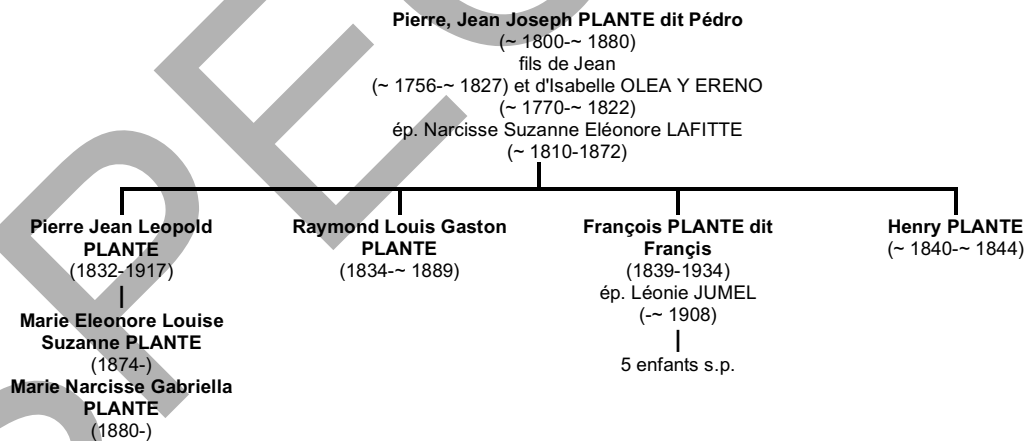 Pierre, Jean Joseph PLANTE dit Pédro
(~ 1800-~ 1880)
fils de Jean
(~ 1756-~ 1827) et d'Isabelle OLEA Y ERENO
(~ 1770-~ 1822)
ép. Narcisse Suzanne Eléonore LAFITTE
(~ 1810-1872)
Pierre Jean Leopold
PLANTE
(1832-1917)
Marie Eleonore Louise
Suzanne PLANTE
(1874-)
Marie Narcisse Gabriella
PLANTE
(1880-)
Raymond Louis Gaston
PLANTE
(1834-~ 1889)
François PLANTE dit
Françis
(1839-1934)
ép. Léonie JUMEL
(-~ 1908)
5 enfants s.p.
Henry PLANTE
(~ 1840-~ 1844)